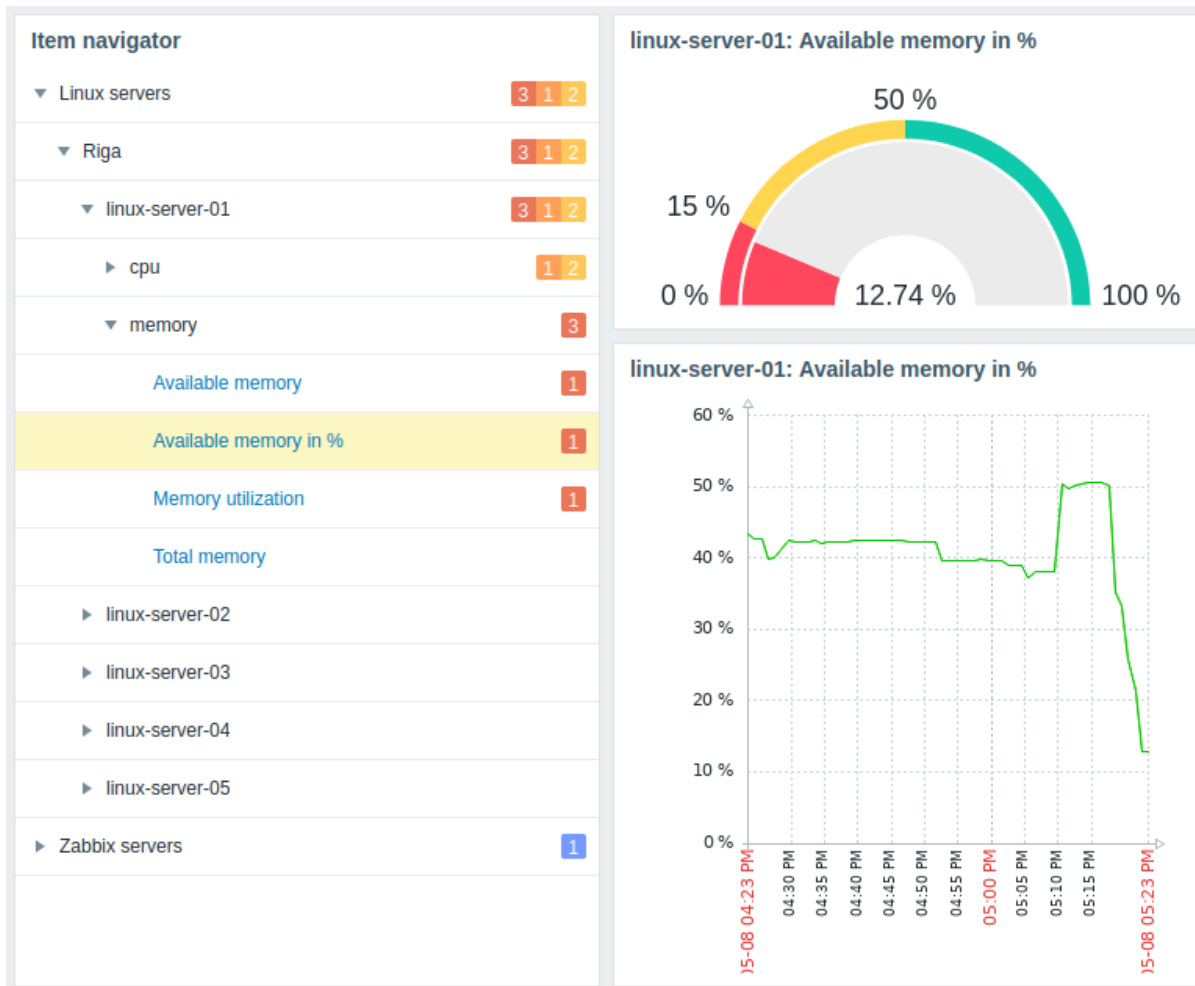 Item navigator
Linux servers 3 1 2
Riga 3 1 2
linux-server-01 3 1 2
cpu 1 2
memory 3
Available memory 1
Available memory in % 1
Memory utilization 1
Total memory
linux-server-02
linux-server-03
linux-server-04
linux-server-05
Zabbix servers 1
linux-server-01: Available memory in %
50 %
15 %
0 % 12.74 % 100 %
linux-server-01: Available memory in %
60 %
50 %
40 %
30 %
20 %
10 %
0 %
05-08 04:23 PM
04:30 PM
04:35 PM
04:40 PM
04:45 PM
04:50 PM
04:55 PM
05:00 PM
05:05 PM
05:10 PM
05:15 PM
05-08 05:23 PM